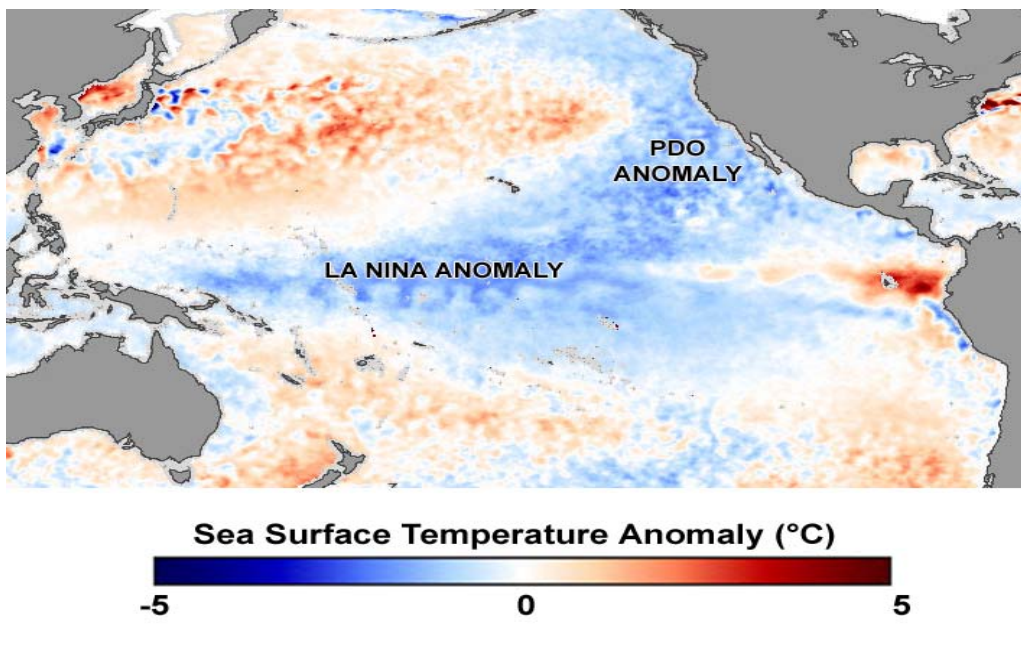 PDO
ANOMALY
LA NINA ANOMALY
Sea Surface Temperature Anomaly (°C)
-5 0 5